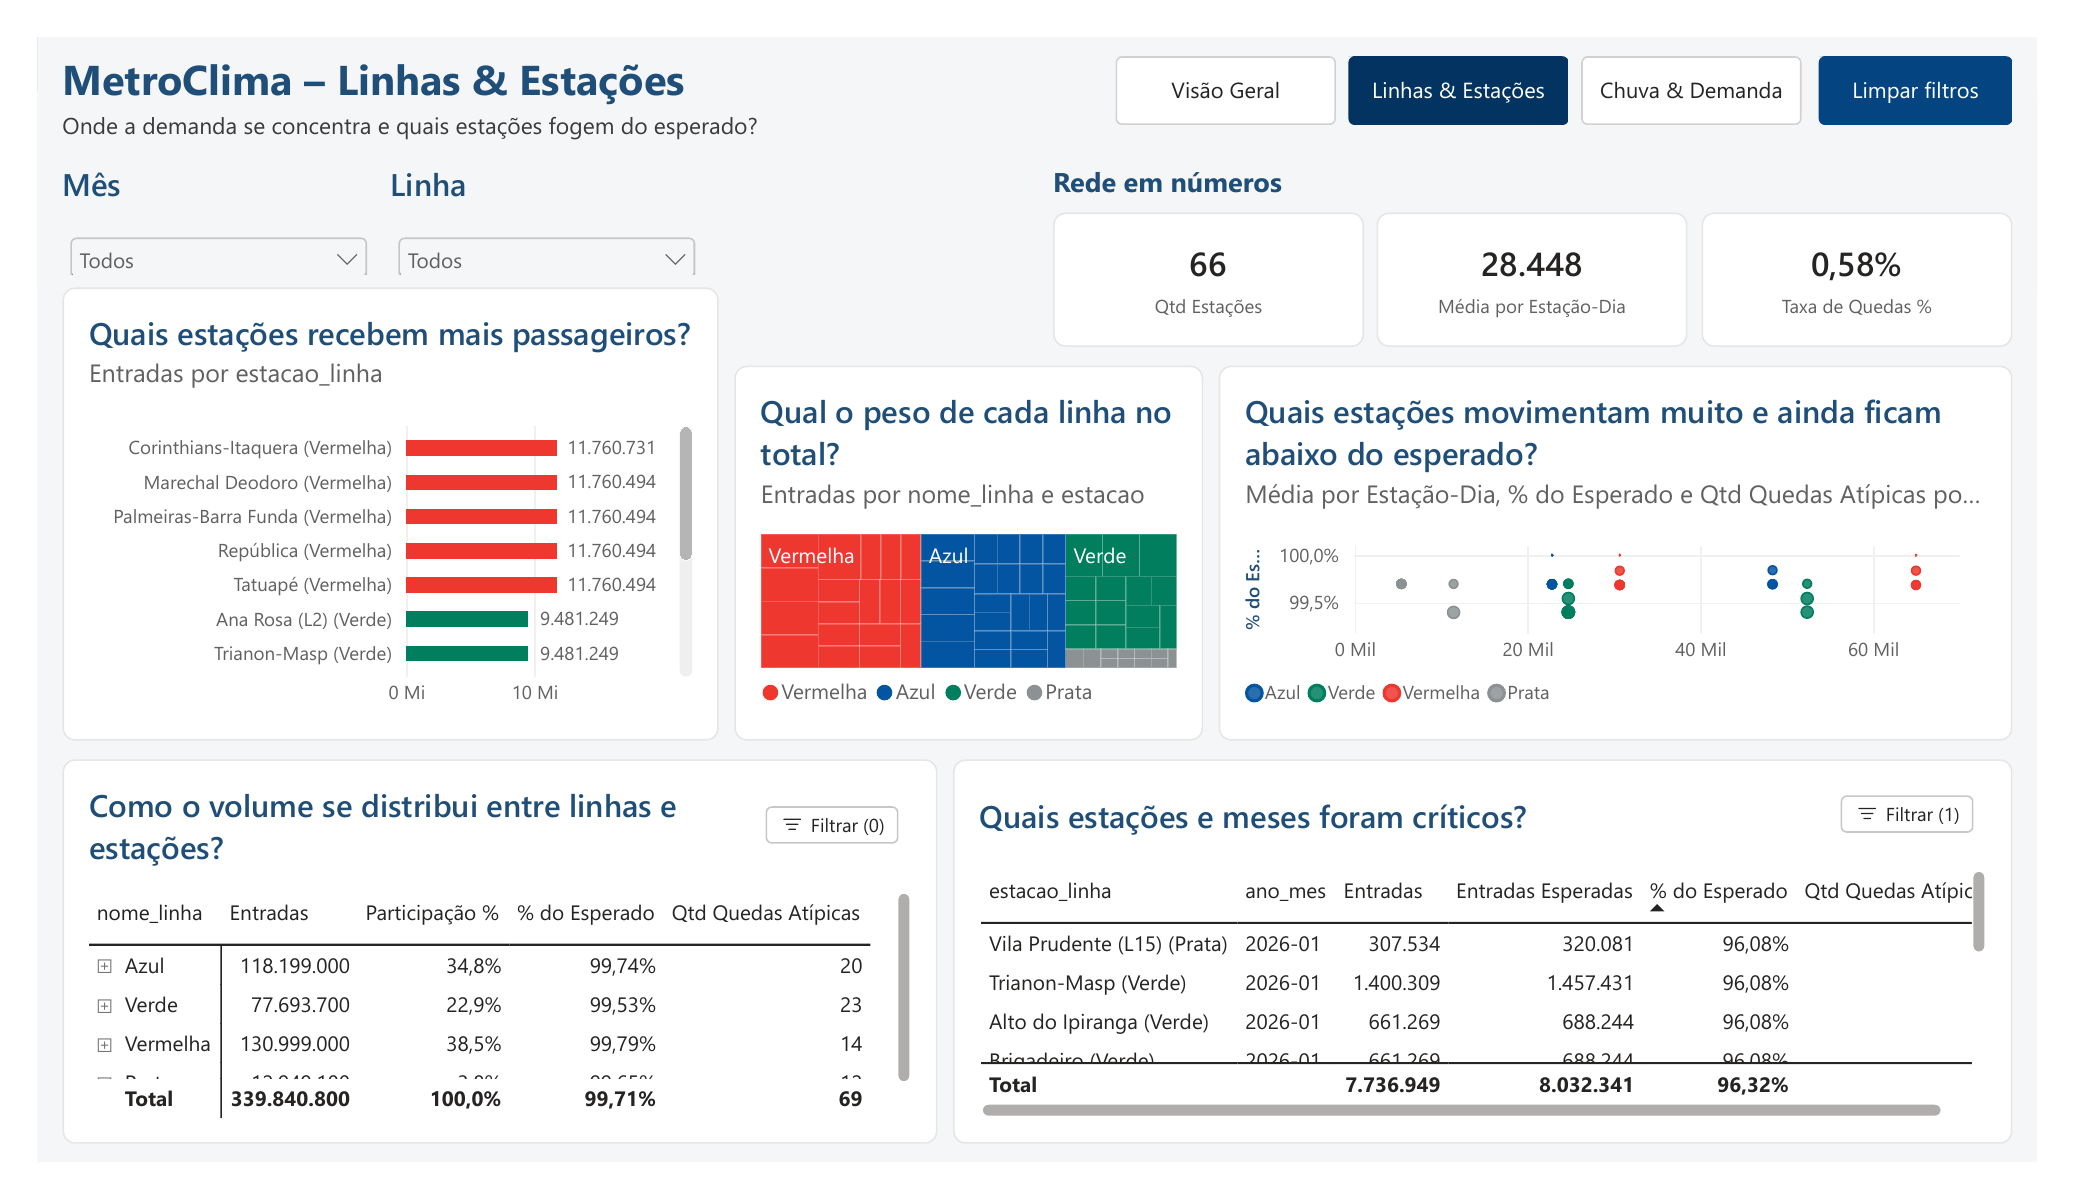 MetroClima – Linhas & Estações
Onde a demanda se concentra e quais estações fogem do esperado?
Visão Geral
Linhas & Estações
Chuva & Demanda
Limpar filtros
Mês
Linha
Todos
Todos
Rede em números
66
Qtd Estações
28.448
Média por Estação-Dia
0,58%
Taxa de Quedas %
Quais estações recebem mais passageiros?
Entradas por estacao_linha
Corinthians-Itaquera (Vermelha) 11.760.731
Marechal Deodoro (Vermelha) 11.760.494
Palmeiras-Barra Funda (Vermelha) 11.760.494
República (Vermelha) 11.760.494
Tatuapé (Vermelha) 11.760.494
Ana Rosa (L2) (Verde) 9.481.249
Trianon-Masp (Verde) 9.481.249
0 Mi 10 Mi
Qual o peso de cada linha no
total?
Entradas por nome_linha e estacao
Vermelha Azul Verde
Vermelha Azul Verde Prata
Quais estações movimentam muito e ainda ficam
abaixo do esperado?
Média por Estação-Dia, % do Esperado e Qtd Quedas Atípicas po...
% do Es...
100,0%
99,5%
0 Mil 20 Mil 40 Mil 60 Mil
Azul Verde Vermelha Prata
Como o volume se distribui entre linhas e
estações?
Filtrar (0)
nome_linha Entradas Participação % % do Esperado Qtd Quedas Atípicas
Azul 118.199.000 34,8% 99,74% 20
Verde 77.693.700 22,9% 99,53% 23
Vermelha 130.999.000 38,5% 99,79% 14
Total 339.840.800 100,0% 99,71% 69
Quais estações e meses foram críticos?
Filtrar (1)
estacao_linha ano_mes Entradas Entradas Esperadas % do Esperado Qtd Quedas Atípic
Vila Prudente (L15) (Prata) 2026-01 307.534 320.081 96,08%
Trianon-Masp (Verde) 2026-01 1.400.309 1.457.431 96,08%
Alto do Ipiranga (Verde) 2026-01 661.269 688.244 96,08%
Brigadeiro (Verde) 2026-01 661.269 688.244 96,08%
Total 7.736.949 8.032.341 96,32%